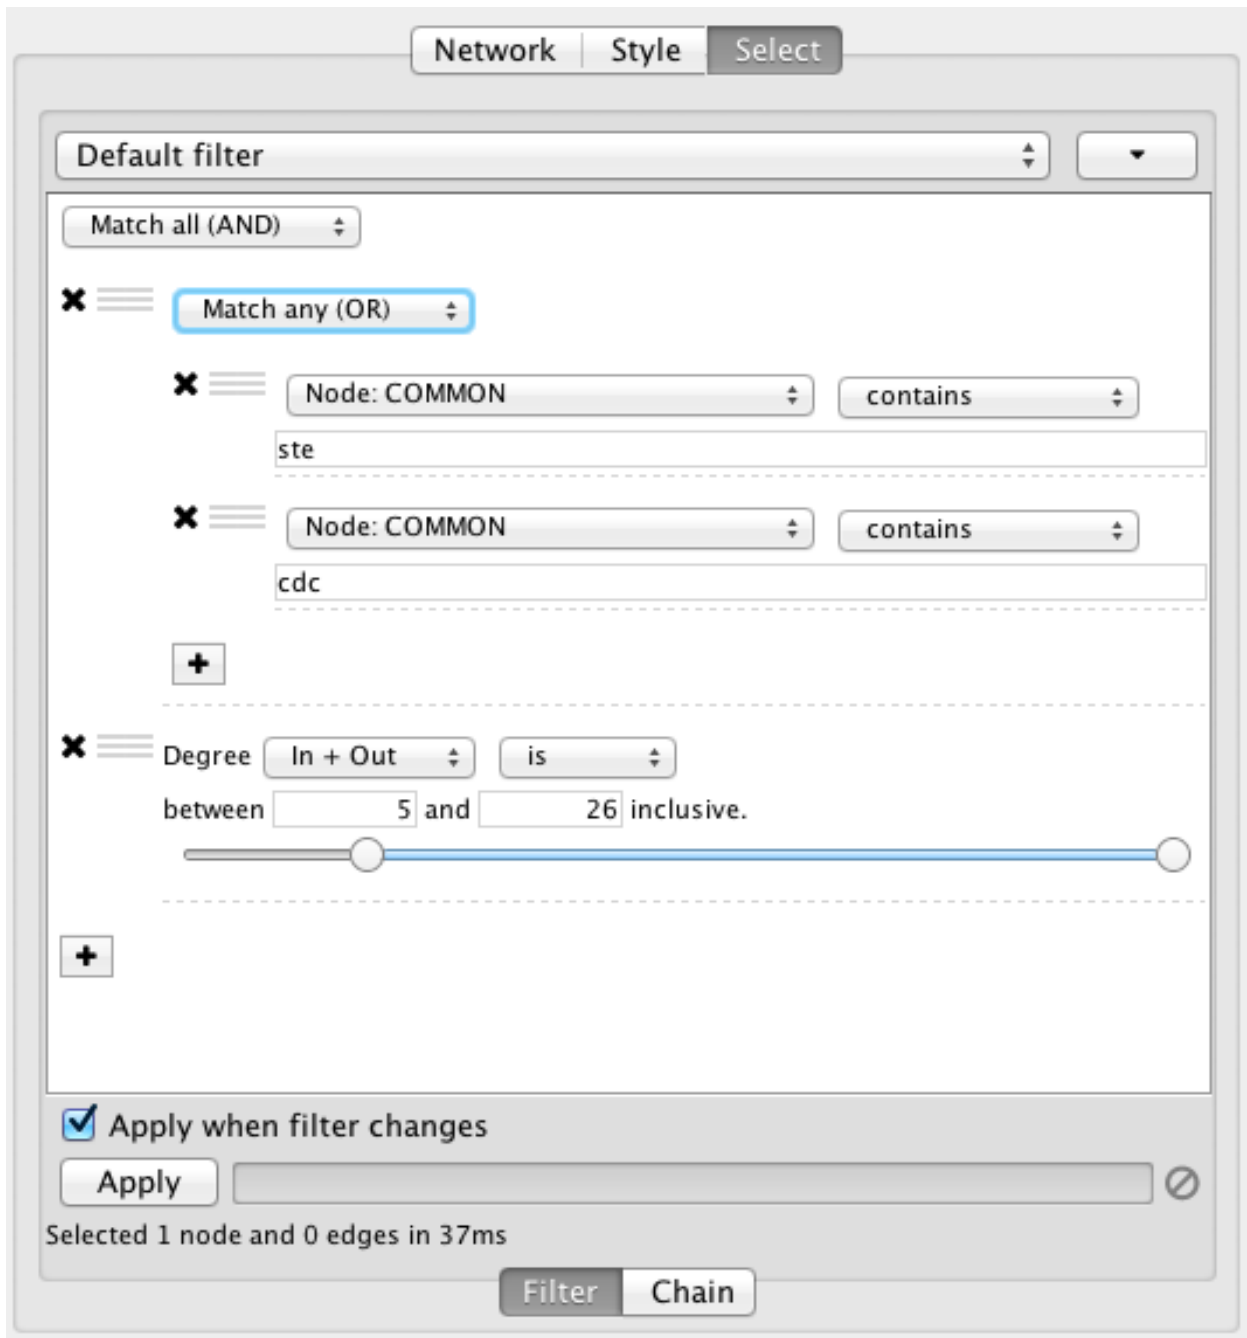 Network Style Select
Default filter
Match all (AND)
Match any (OR)
Node: COMMON contains
ste
Node: COMMON contains
cdc
Degree In + Out is
between 5 and 26 inclusive.
Apply when filter changes
Apply
Selected 1 node and 0 edges in 37ms
Filter Chain